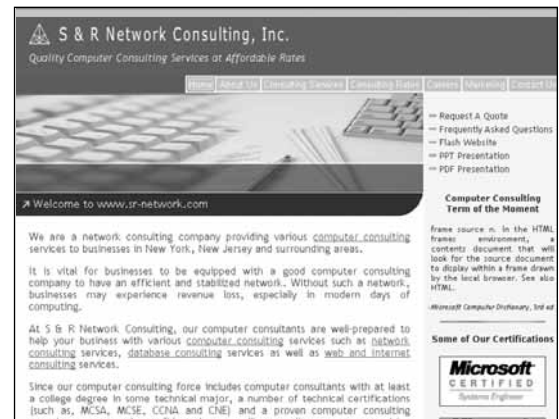 S & R Network Consulting, Inc.
Quality Computer Consulting Services at Affordable Rates
Home About Us Consulting Services Consulting Rates Careers Marketing Contact Us
Request A Quote
Frequently Asked Questions
Flash Website
PPT Presentation
PDF Presentation
Welcome to www.sr-network.com
We are a network consulting company providing various computer consulting
services to businesses in New York, New Jersey and surrounding areas.
It is vital for businesses to be equipped with a good computer consulting
company to have an efficient and stabilized network. Without such a network,
businesses may experience revenue loss, especially in modern days of
computing.
At S & R Network Consulting, our computer consultants are well-prepared to
help your business with various computer consulting services such as network
consulting services, database consulting services as well as web and internet
consulting services.
Since our computer consulting force includes computer consultants with at least
a college degree in some technical major, a number of technical certifications
(such as, MCSA, MCSE, CCNA and CNE) and a proven computer consulting
Computer Consulting
Term of the Moment
frame source n. In the HTML
frames environment, a
contents document that will
look for the source document
to display within a frame drawn
by the local browser. See also
HTML.
-Microsoft Computer Dictionary, 3rd ed
Some of Our Certifications
Microsoft
CERTIFIED
Systems Engineer